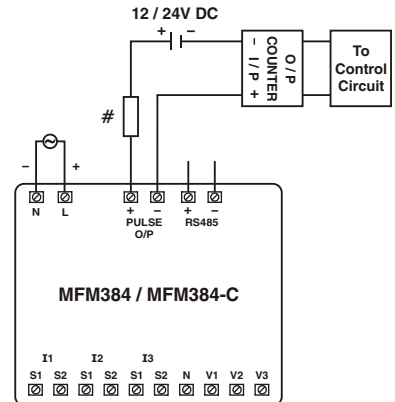 12 / 24V DC
+ –
– I / P +
COUNTER
O / P
To
Control
Circuit
#
– +
N L
+ – + –
PULSE RS485
O/P
MFM384 / MFM384-C
I1 I2 I3
S1 S2 S1 S2 S1 S2 N V1 V2 V3